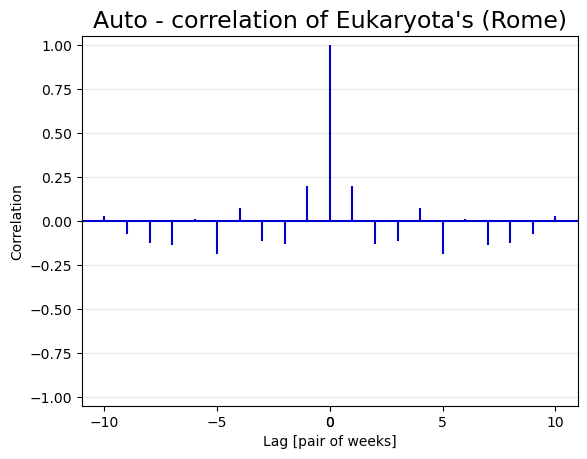 Auto - correlation of Eukaryota's (Rome)
1.00
0.75
0.50
0.25
0.00
−0.25
−0.50
−0.75
−1.00
Correlation
−10 −5 0 5 10
Lag [pair of weeks]